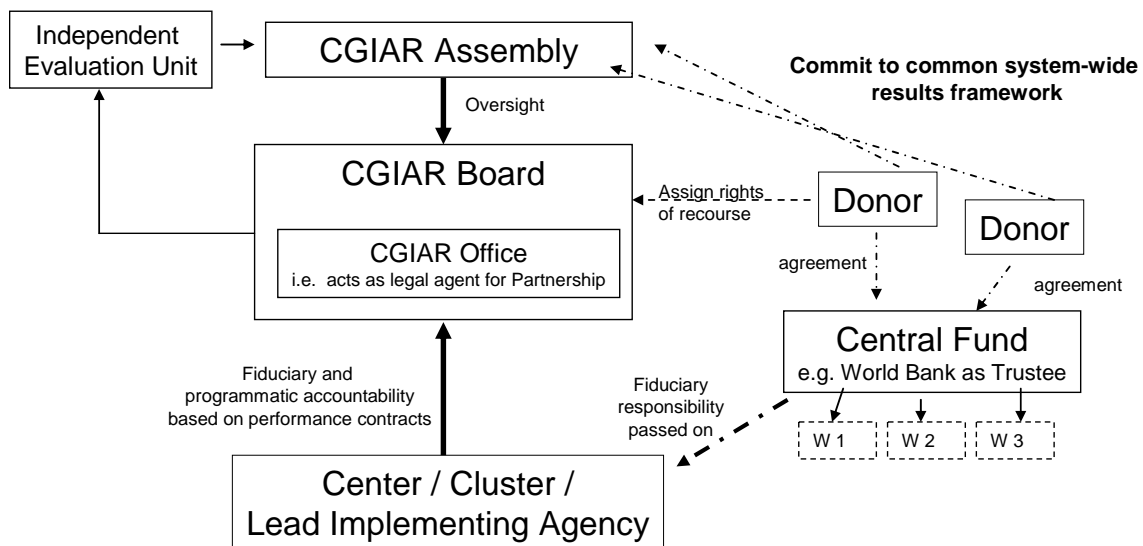 Independent
Evaluation Unit
CGIAR Assembly
Commit to common system-wide
results framework
Oversight
CGIAR Board
Assign rights
of recourse
Donor
Donor
CGIAR Office
i.e. acts as legal agent for Partnership
agreement
agreement
Central Fund
e.g. World Bank as Trustee
Fiduciary and
programmatic accountability
based on performance contracts
Fiduciary
responsibility
passed on
W 1
W 2
W 3
Center / Cluster /
Lead Implementing Agency